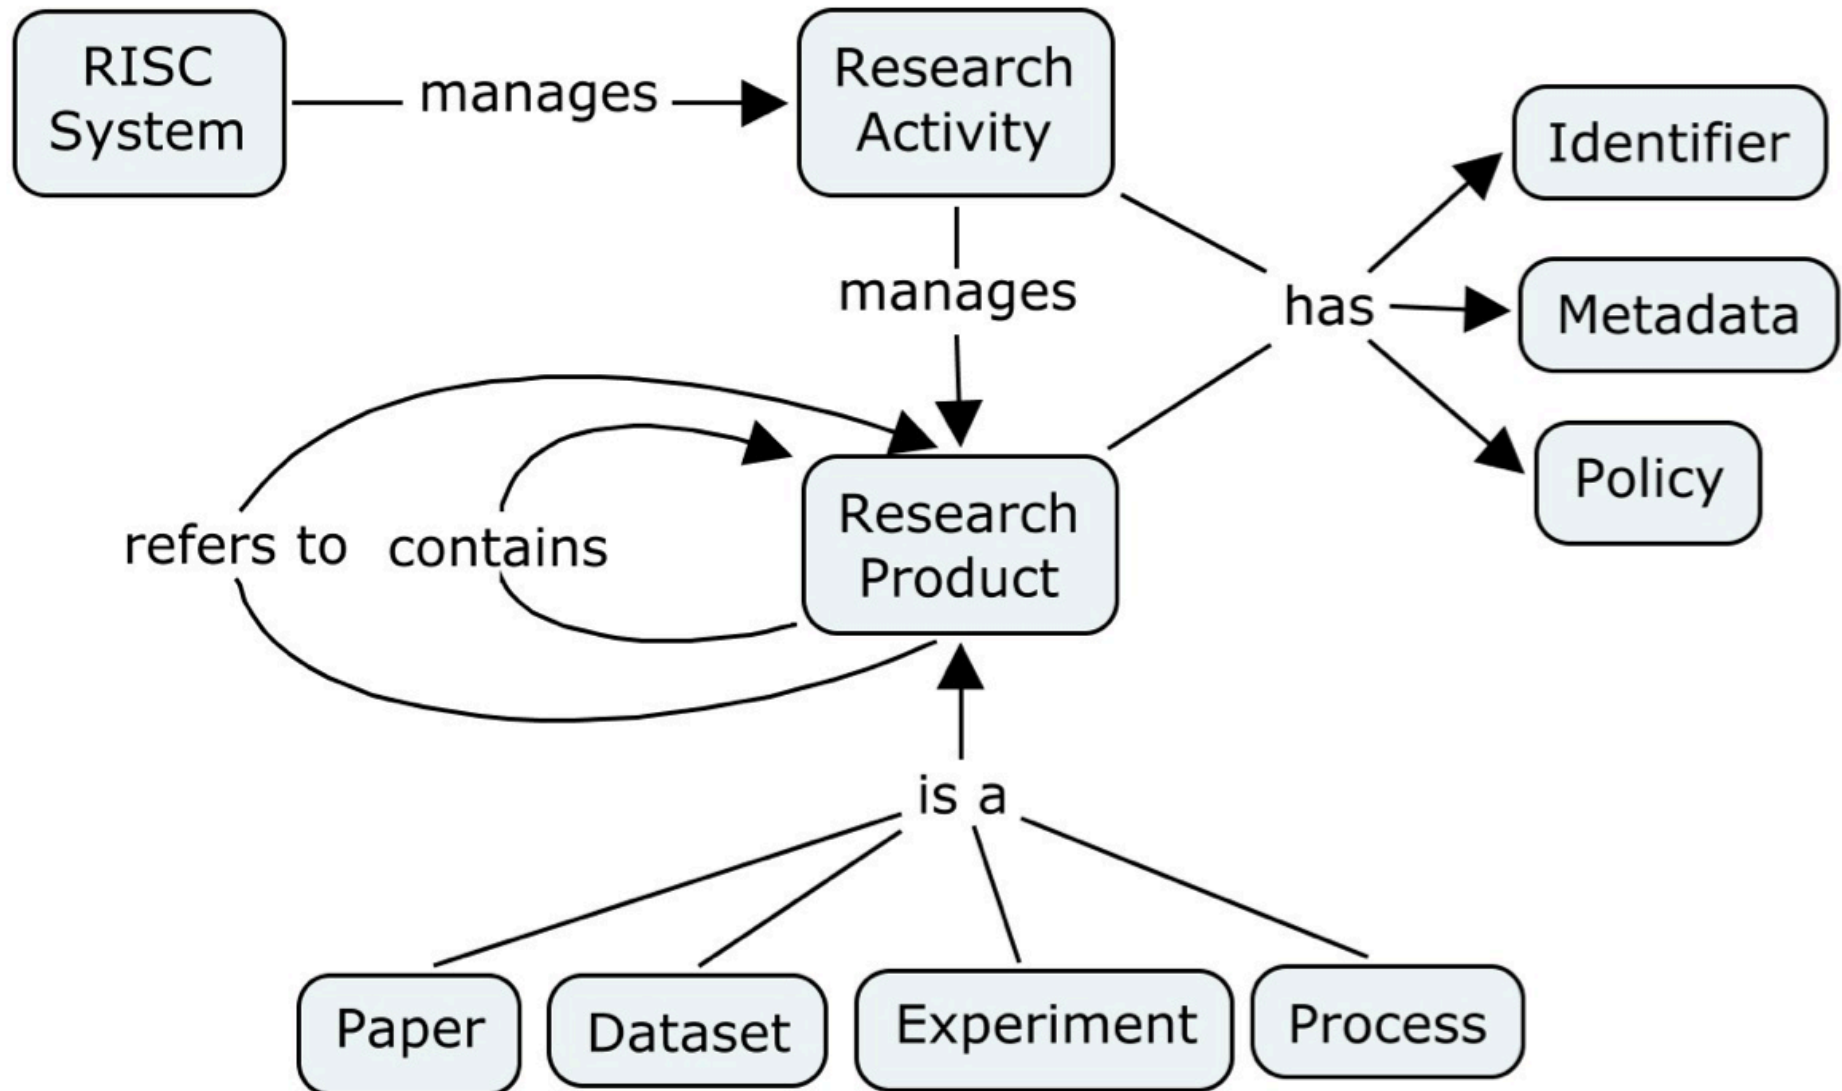 RISC
System
manages
Research
Activity
Identifier
manages
has
Metadata
Policy
refers to
contains
Research
Product
is a
Paper
Dataset
Experiment
Process